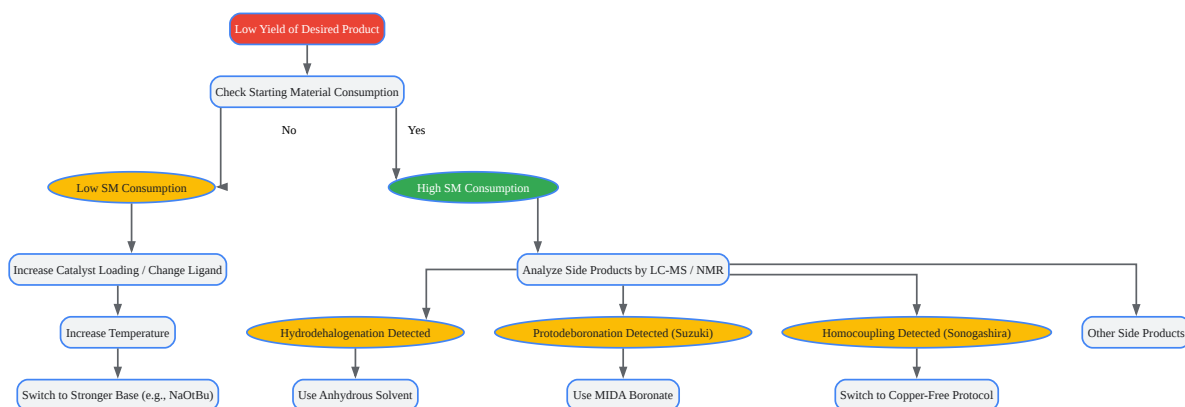 Low Yield of Desired Product
Check Starting Material Consumption
No
Yes
Low SM Consumption
High SM Consumption
Increase Catalyst Loading / Change Ligand
Analyze Side Products by LC-MS / NMR
Increase Temperature
Hydrodehalogenation Detected
Protodeboronation Detected (Suzuki)
Homocoupling Detected (Sonogashira)
Other Side Products
Switch to Stronger Base (e.g., NaOtBu)
Use Anhydrous Solvent
Use MIDA Boronate
Switch to Copper-Free Protocol